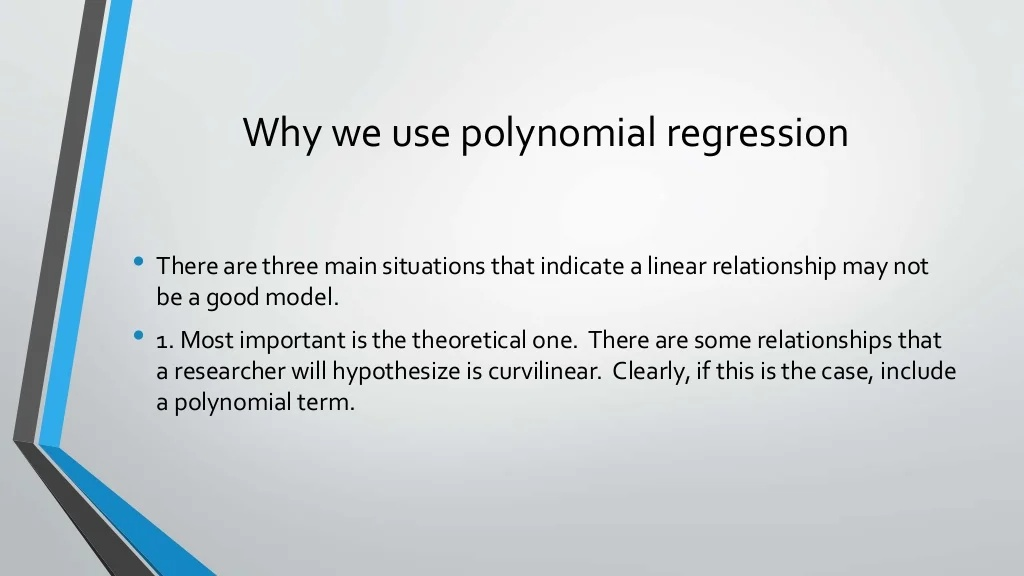 Why we use polynomial regression
• There are three main situations that indicate a linear relationship may not
be a good model.
• 1. Most important is the theoretical one.  There are some relationships that
a researcher will hypothesize is curvilinear.  Clearly, if this is the case, include
a polynomial term.